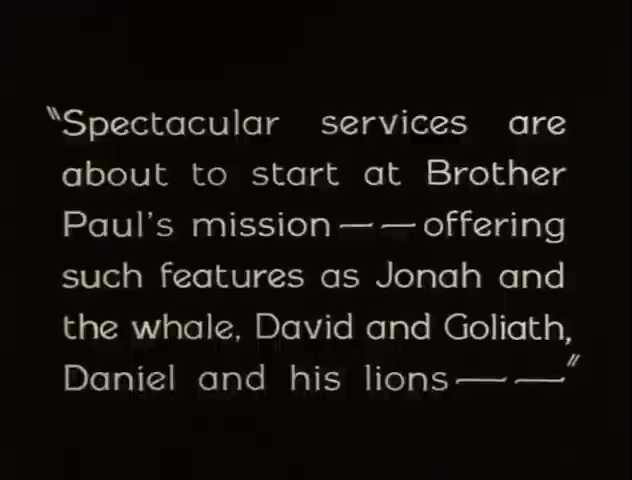 "Spectacular services are
about to start at Brother
Paul's mission — — offering
such features as Jonah and
the whale, David and Goliath,
Daniel and his lions — —"